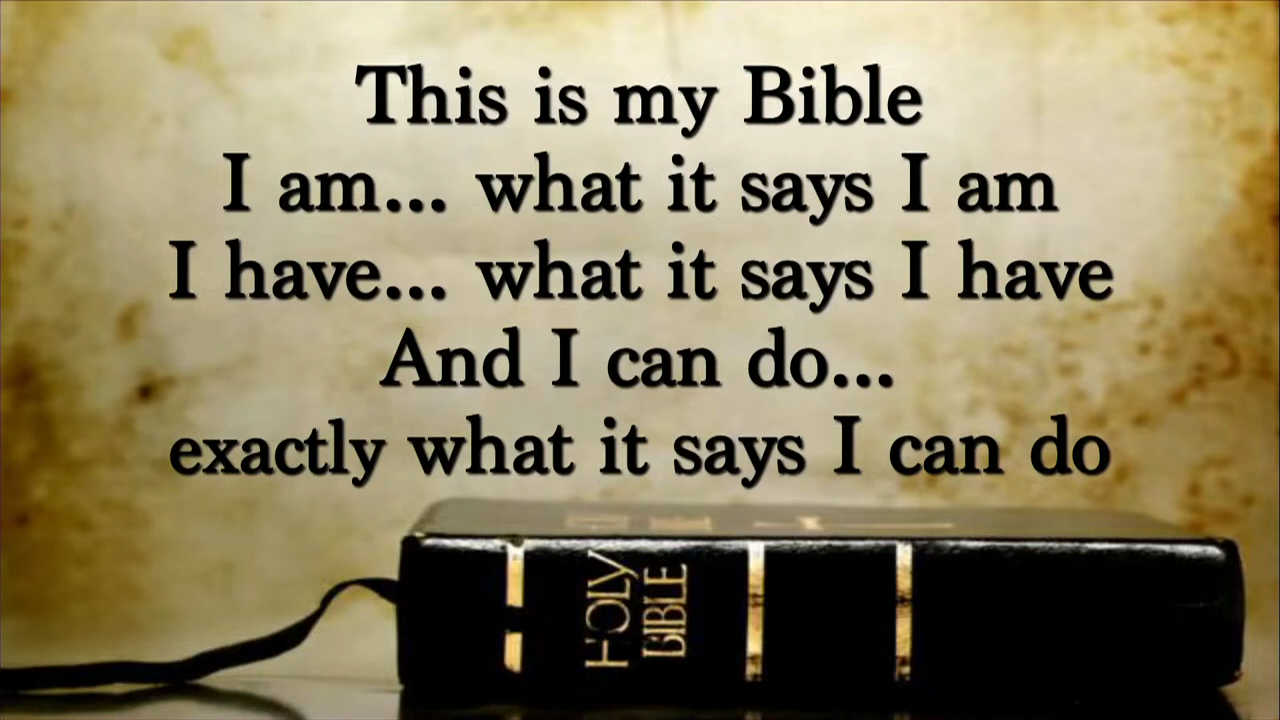 This is my Bible
I am... what it says I am
I have... what it says I have
And I can do...
exactly what it says I can do
HOLY
BIBLE